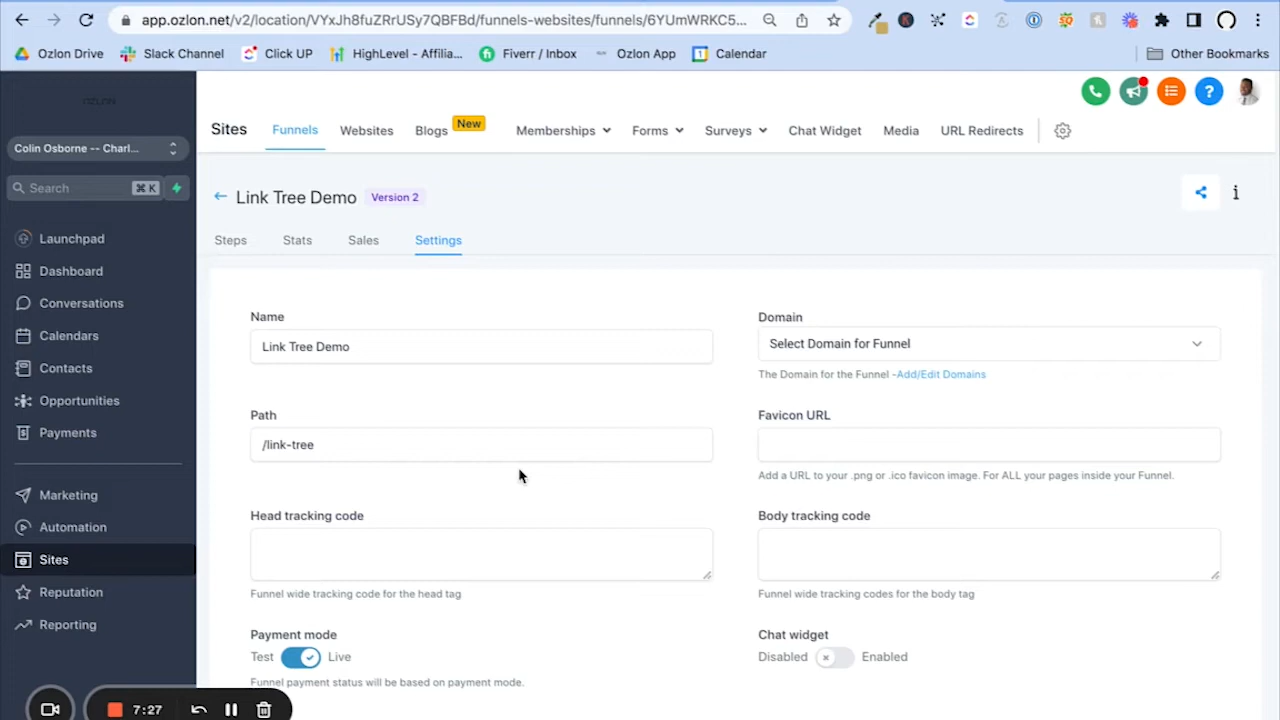 app.ozlon.net/v2/location/VYxJh8fuZRrUSy7QBFBd/funnels-websites/funnels/6YUmWRKC5...
Ozlon Drive
Slack Channel
Click UP
HighLevel - Affilia...
Fiverr / Inbox
Ozlon App
Calendar
Other Bookmarks
OZLON
Colin Osborne -- Charl...
Search
⌘ K
Launchpad
Dashboard
Conversations
Calendars
Contacts
Opportunities
Payments
Marketing
Automation
Sites
Reputation
Reporting
Sites
Funnels
Websites
Blogs
New
Memberships
Forms
Surveys
Chat Widget
Media
URL Redirects
Link Tree Demo
Version 2
Steps
Stats
Sales
Settings
Name
Link Tree Demo
Domain
Select Domain for Funnel
The Domain for the Funnel -Add/Edit Domains
Path
/link-tree
Favicon URL
Add a URL to your .png or .ico favicon image. For ALL your pages inside your Funnel.
Head tracking code
Funnel wide tracking code for the head tag
Body tracking code
Funnel wide tracking codes for the body tag
Payment mode
Test
Live
Funnel payment status will be based on payment mode.
Chat widget
Disabled
Enabled
7:27